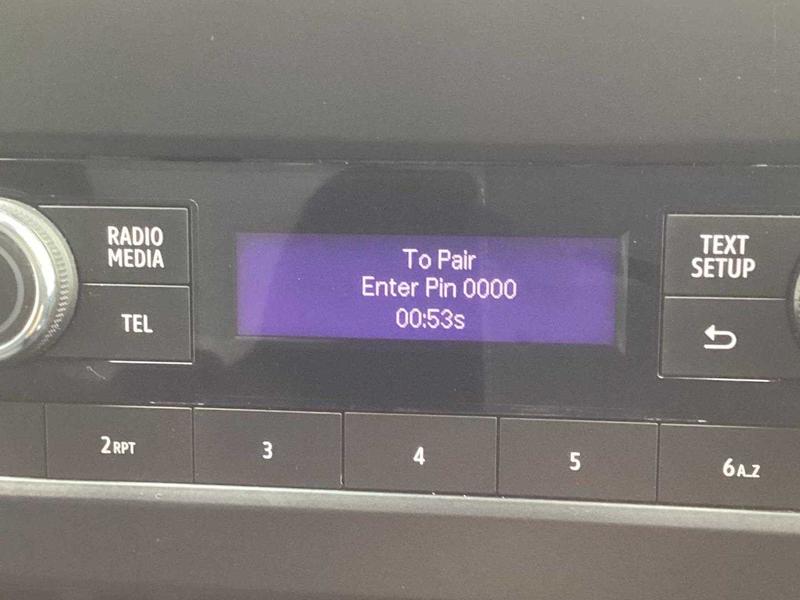 RADIO
MEDIA
TEL
To Pair
Enter Pin 0000
00:53s
TEXT
SETUP
2RPT
3
4
5
6A_Z